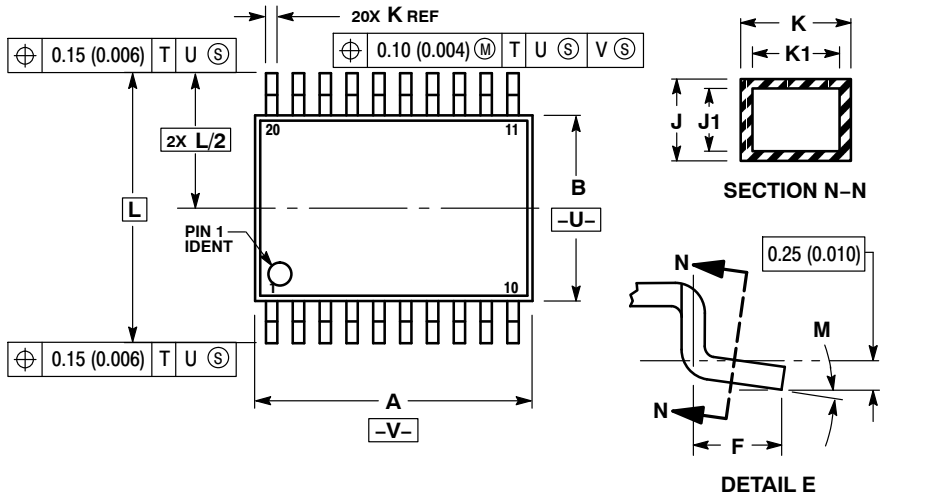 20X K REF
⌖ 0.15 (0.006) T U Ⓢ
⌖ 0.10 (0.004) Ⓜ T U Ⓢ V Ⓢ
2X L/2
L
20
11
PIN 1
IDENT
1
10
B
–U–
⌖ 0.15 (0.006) T U Ⓢ
A
–V–
K
K1
J
J1
SECTION N–N
0.25 (0.010)
N
M
N
F
DETAIL E